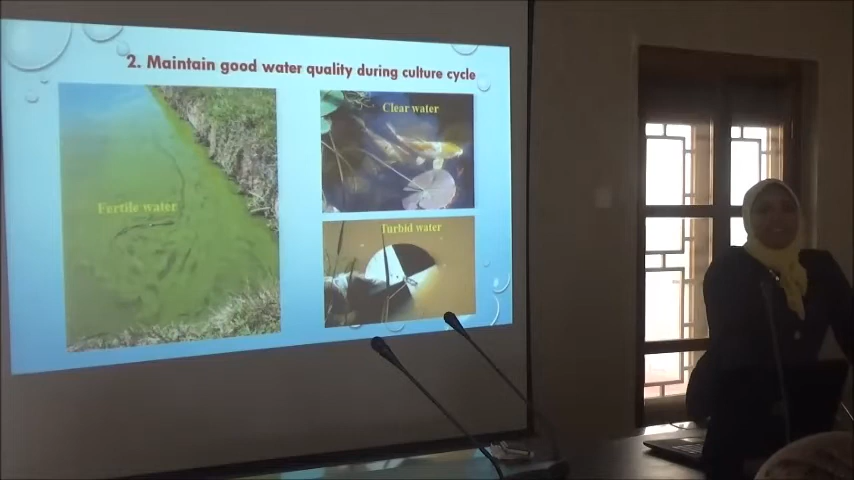 2. Maintain good water quality during culture cycle
Fertile water
Clear water
Turbid water